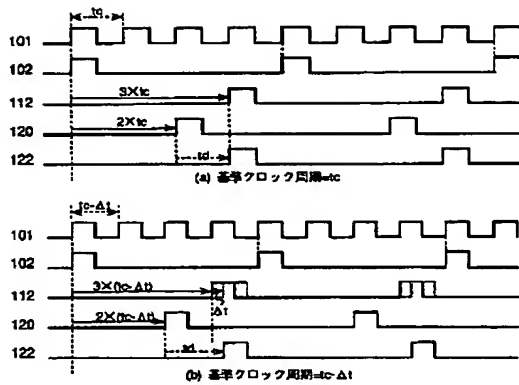 tc
101
102
3×tc
112
2×tc
120
td
122
(a) 基準クロック周期=tc
tc-Δt
101
102
3×(tc-Δt)
112
Δt
2×(tc-Δt)
120
td
122
(b) 基準クロック周期=tc-Δt